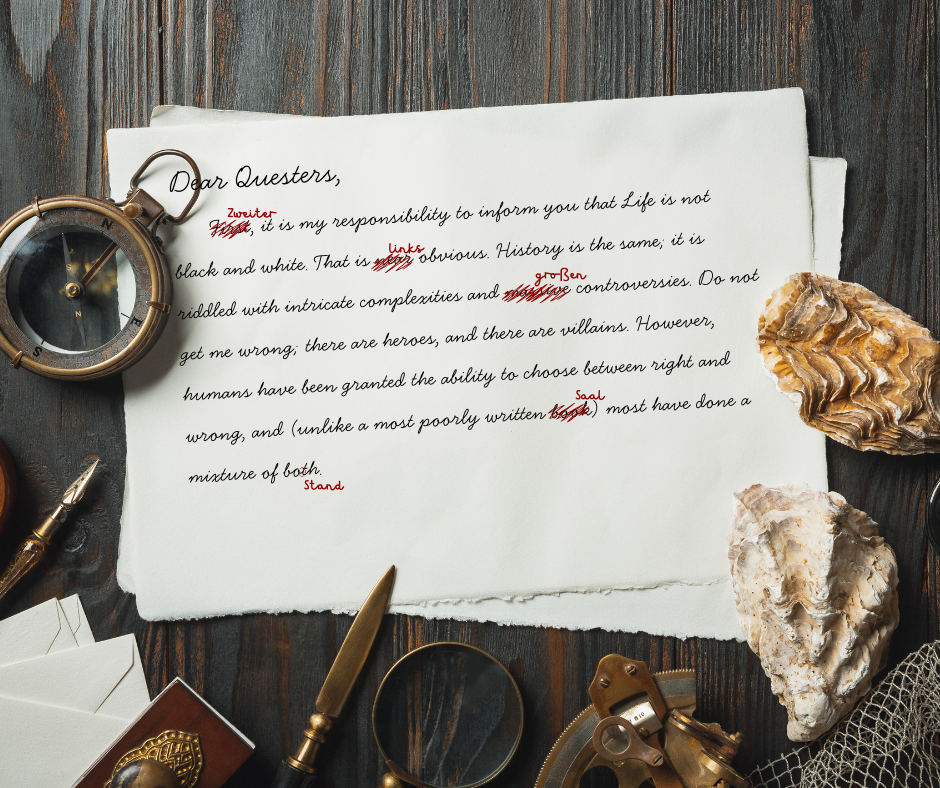 Dear Questers,
Zweiter
First, it is my responsibility to inform you that Life is not
links
black and white. That is near obvious. History is the same; it is
großen
riddled with intricate complexities and massive controversies. Do not
get me wrong; there are heroes, and there are villains. However,
humans have been granted the ability to choose between right and
Saal
wrong, and (unlike a most poorly written book) most have done a
mixture of both.
Stand
N
E
S
S
N